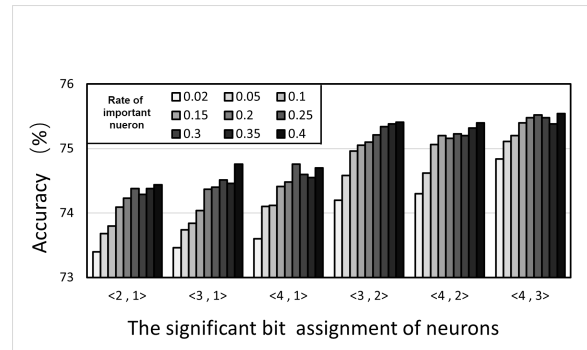 76
Rate of
important
nueron
0.02 0.05 0.1
0.15 0.2 0.25
0.3 0.35 0.4
75
74
73
Accuracy (%)
<2 , 1> <3 , 1> <4 , 1> <3 , 2> <4 , 2> <4 , 3>
The significant bit assignment of neurons